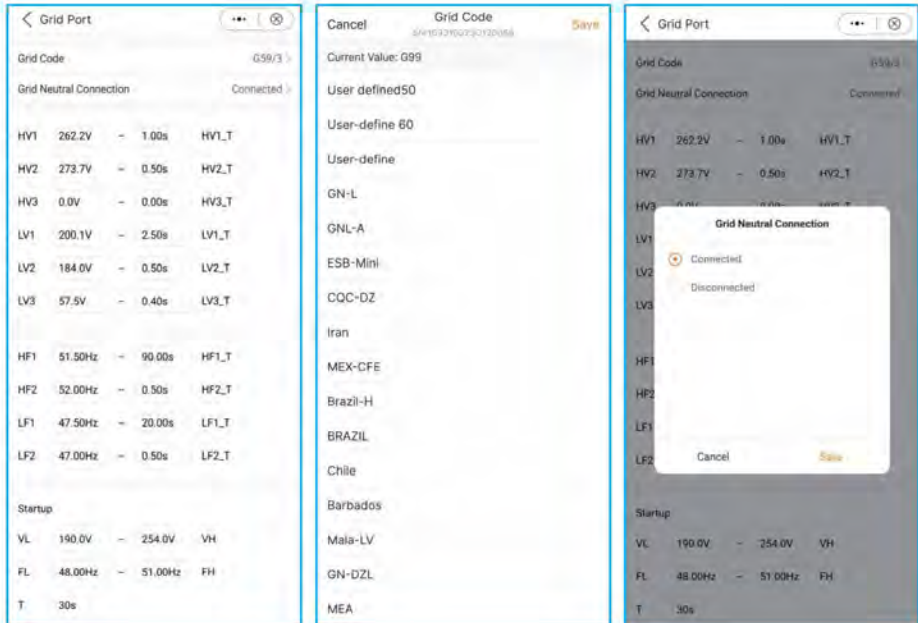 Grid Port
Grid Code G59/3
Grid Neutral Connection Connected
HV1 262.2V – 1.00s HV1_T
HV2 273.7V – 0.50s HV2_T
HV3 0.0V – 0.00s HV3_T
LV1 200.1V – 2.50s LV1_T
LV2 184.0V – 0.50s LV2_T
LV3 57.5V – 0.40s LV3_T
HF1 51.50Hz – 90.00s HF1_T
HF2 52.00Hz – 0.50s HF2_T
LF1 47.50Hz – 20.00s LF1_T
LF2 47.00Hz – 0.50s LF2_T
Startup
VL 190.0V – 254.0V VH
FL 48.00Hz – 51.00Hz FH
T 30s
Cancel Grid Code Save
Current Value: G99
User defined50
User-define 60
User-define
GN-L
GNL-A
ESB-Mini
CQC-DZ
Iran
MEX-CFE
Brazil-H
BRAZIL
Chile
Barbados
Mala-LV
GN-DZL
MEA
Grid Port
Grid Code G59/3
Grid Neutral Connection Connected
HV1 262.2V – 1.00s HV1_T
HV2 273.7V – 0.50s HV2_T
HV3
LV1
LV2
LV3
HF1
HF2
LF1
LF2
Grid Neutral Connection
Connected
Disconnected
Cancel Save
Startup
VL 190.0V – 254.0V VH
FL 48.00Hz – 51.00Hz FH
T 30s